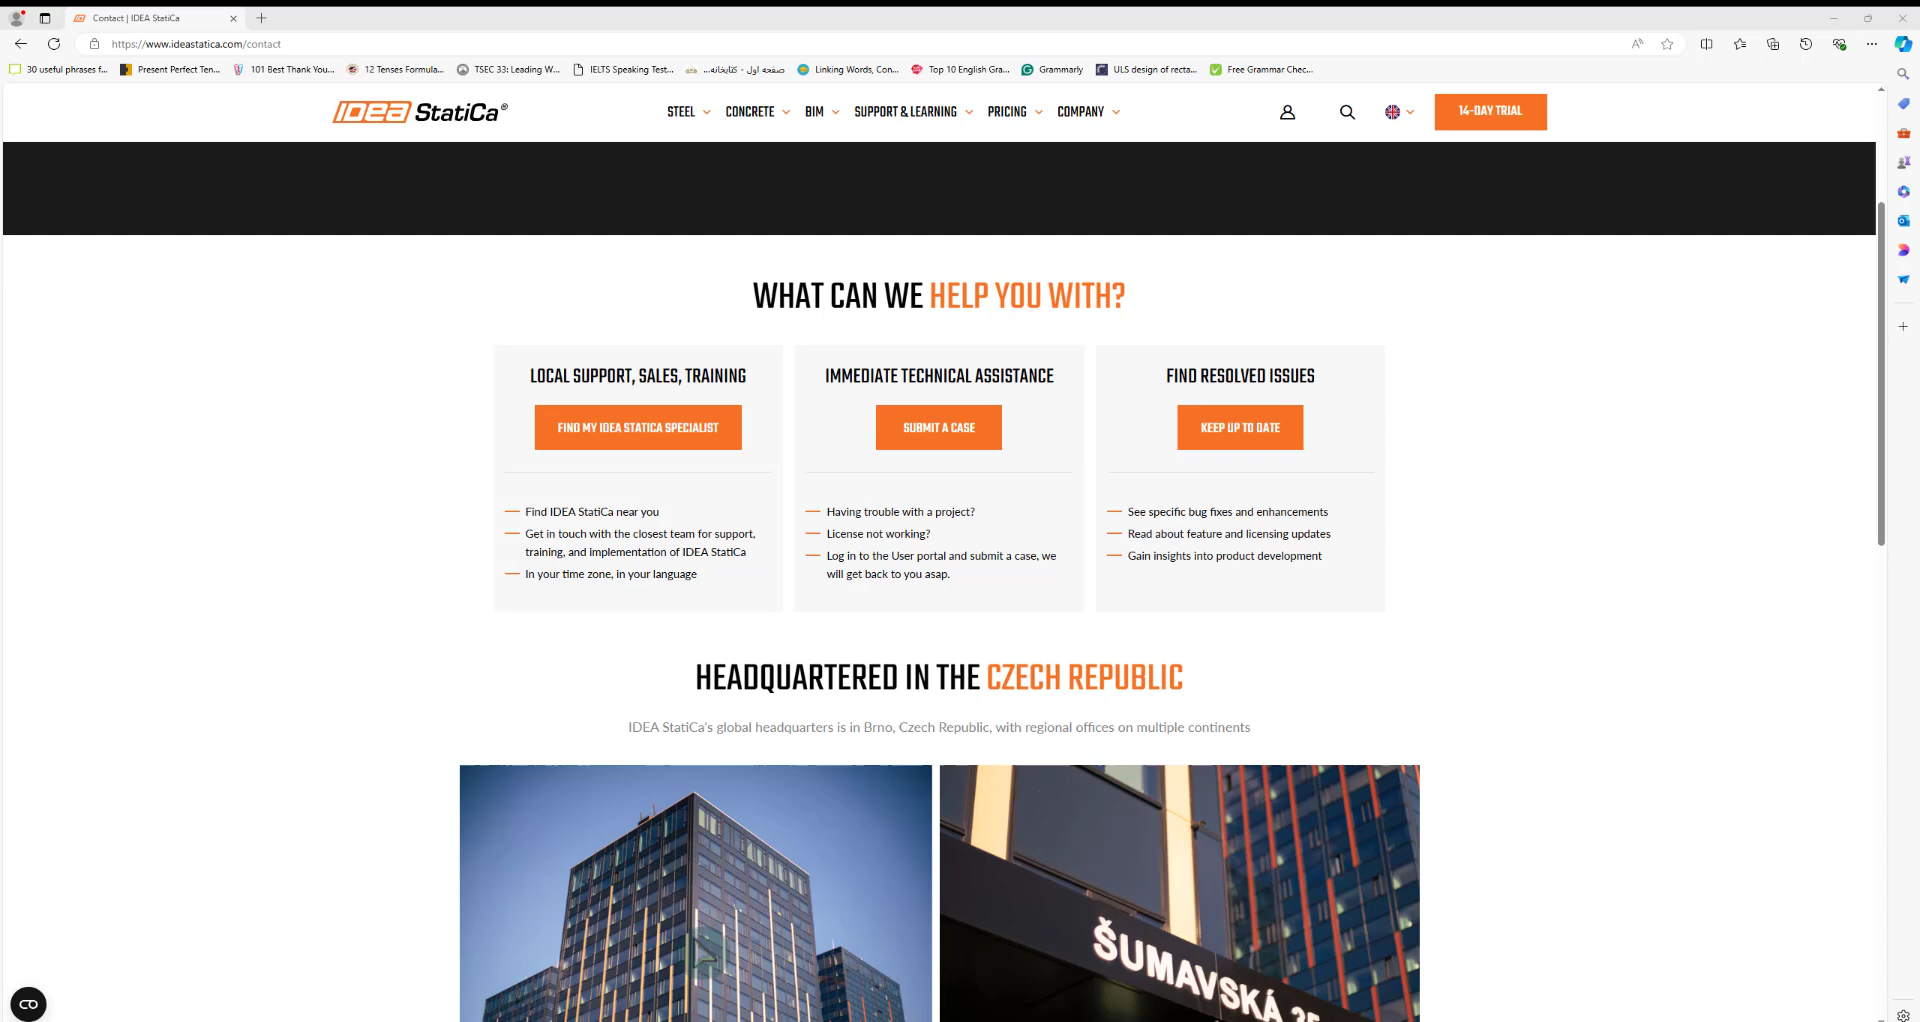 Contact | IDEA StatiCa
https://www.ideastatica.com/contact
30 useful phrases f...
Present Perfect Ten...
101 Best Thank You...
12 Tenses Formula...
TSEC 33: Leading W...
IELTS Speaking Test...
صفحه اول - کتابخانه...
Linking Words, Con...
Top 10 English Gra...
Grammarly
ULS design of recta...
Free Grammar Chec...
IDEA StatiCa®
STEEL
CONCRETE
BIM
SUPPORT & LEARNING
PRICING
COMPANY
14-DAY TRIAL
WHAT CAN WE HELP YOU WITH?
LOCAL SUPPORT, SALES, TRAINING
FIND MY IDEA STATICA SPECIALIST
Find IDEA StatiCa near you
Get in touch with the closest team for support,
training, and implementation of IDEA StatiCa
In your time zone, in your language
IMMEDIATE TECHNICAL ASSISTANCE
SUBMIT A CASE
Having trouble with a project?
License not working?
Log in to the User portal and submit a case, we
will get back to you asap.
FIND RESOLVED ISSUES
KEEP UP TO DATE
See specific bug fixes and enhancements
Read about feature and licensing updates
Gain insights into product development
HEADQUARTERED IN THE CZECH REPUBLIC
IDEA StatiCa's global headquarters is in Brno, Czech Republic, with regional offices on multiple continents
ŠUMAVSKÁ 35